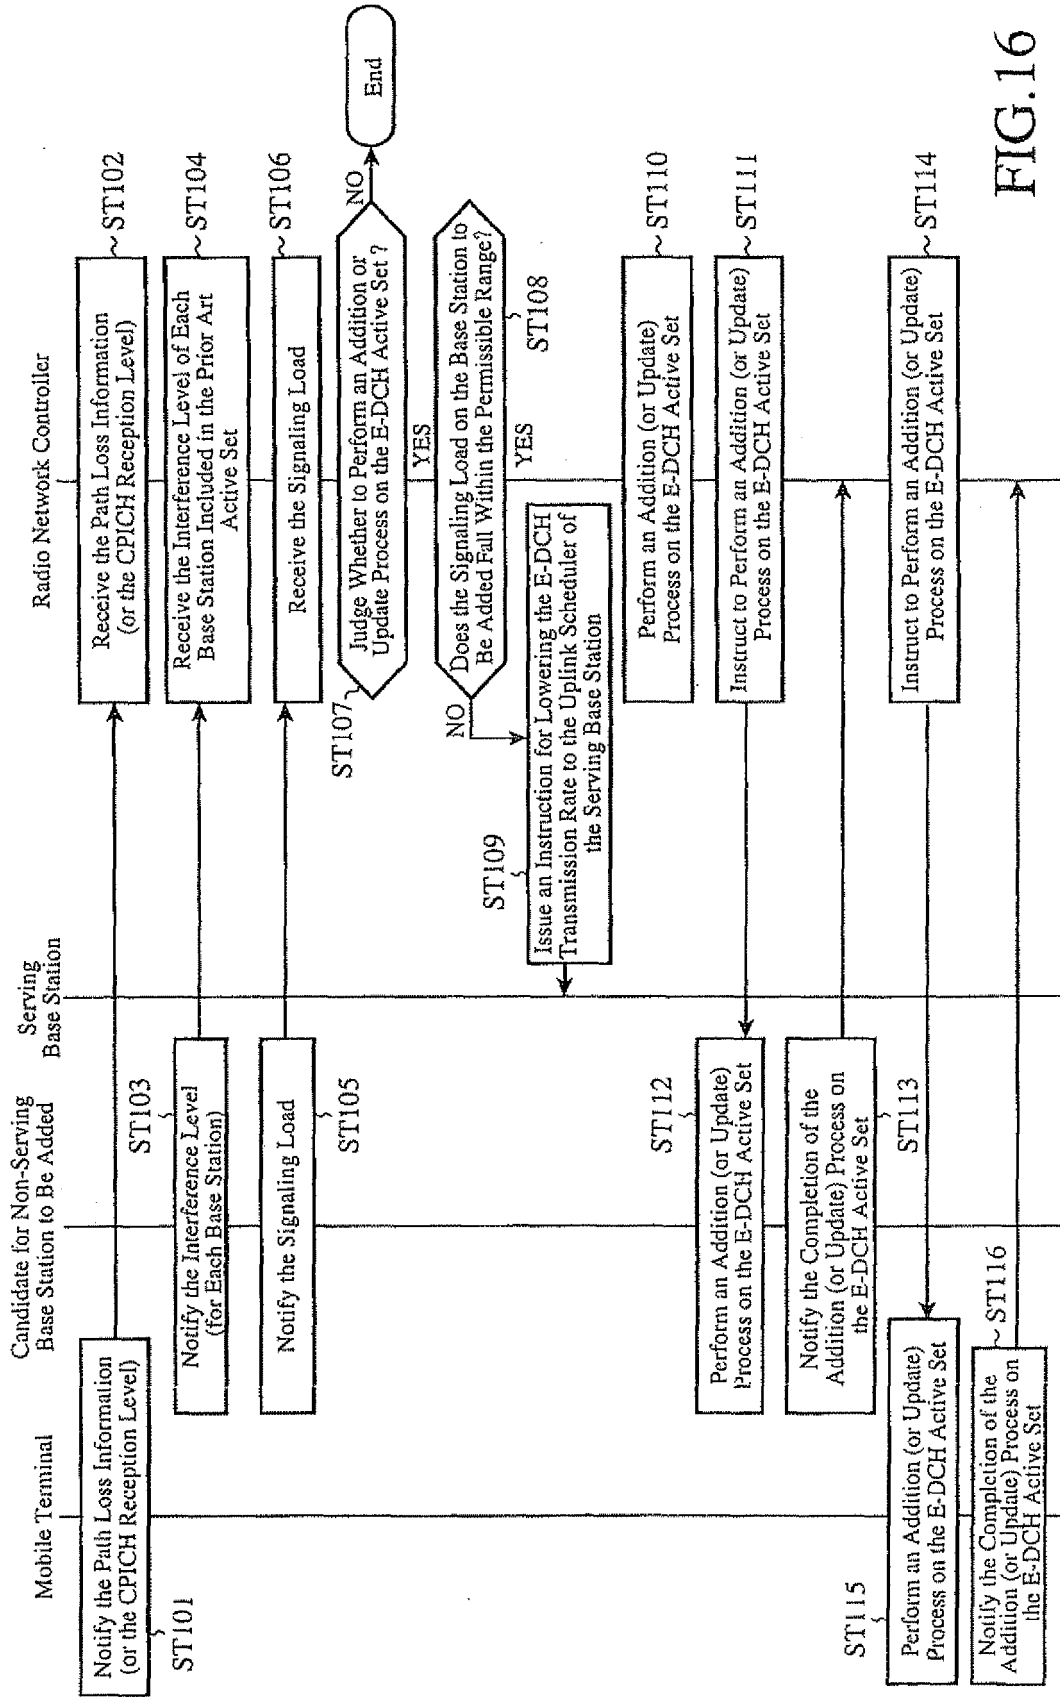 Mobile Terminal
Candidate for Non-Serving
Base Station to Be Added
Serving
Base Station
Radio Network Controller
Notify the Path Loss Information
(or the CPICH Reception Level)
ST101
Receive the Path Loss Information
(or the CPICH Reception Level)
ST102
ST103
Notify the Interference Level
(for Each Base Station)
Receive the Interference Level of Each
Base Station Included in the Prior Art
Active Set
ST104
Notify the Signaling Load
ST105
Receive the Signaling Load
ST106
ST107
Judge Whether to Perform an Addition or
Update Process on the E-DCH Active Set ?
NO
End
YES
Does the Signaling Load on the Base Station to
Be Added Fall Within the Permissible Range?
ST108
NO
YES
ST109
Issue an Instruction for Lowering the E-DCH
Transmission Rate to the Uplink Scheduler of
the Serving Base Station
Perform an Addition (or Update)
Process on the E-DCH Active Set
ST110
Instruct to Perform an Addition (or Update)
Process on the E-DCH Active Set
ST111
ST112
Perform an Addition (or Update)
Process on the E-DCH Active Set
Notify the Completion of the
Addition (or Update) Process on
the E-DCH Active Set
ST113
Instruct to Perform an Addition (or Update)
Process on the E-DCH Active Set
ST114
ST115
Perform an Addition (or Update)
Process on the E-DCH Active Set
Notify the Completion of the
Addition (or Update) Process on
the E-DCH Active Set
ST116
FIG.16